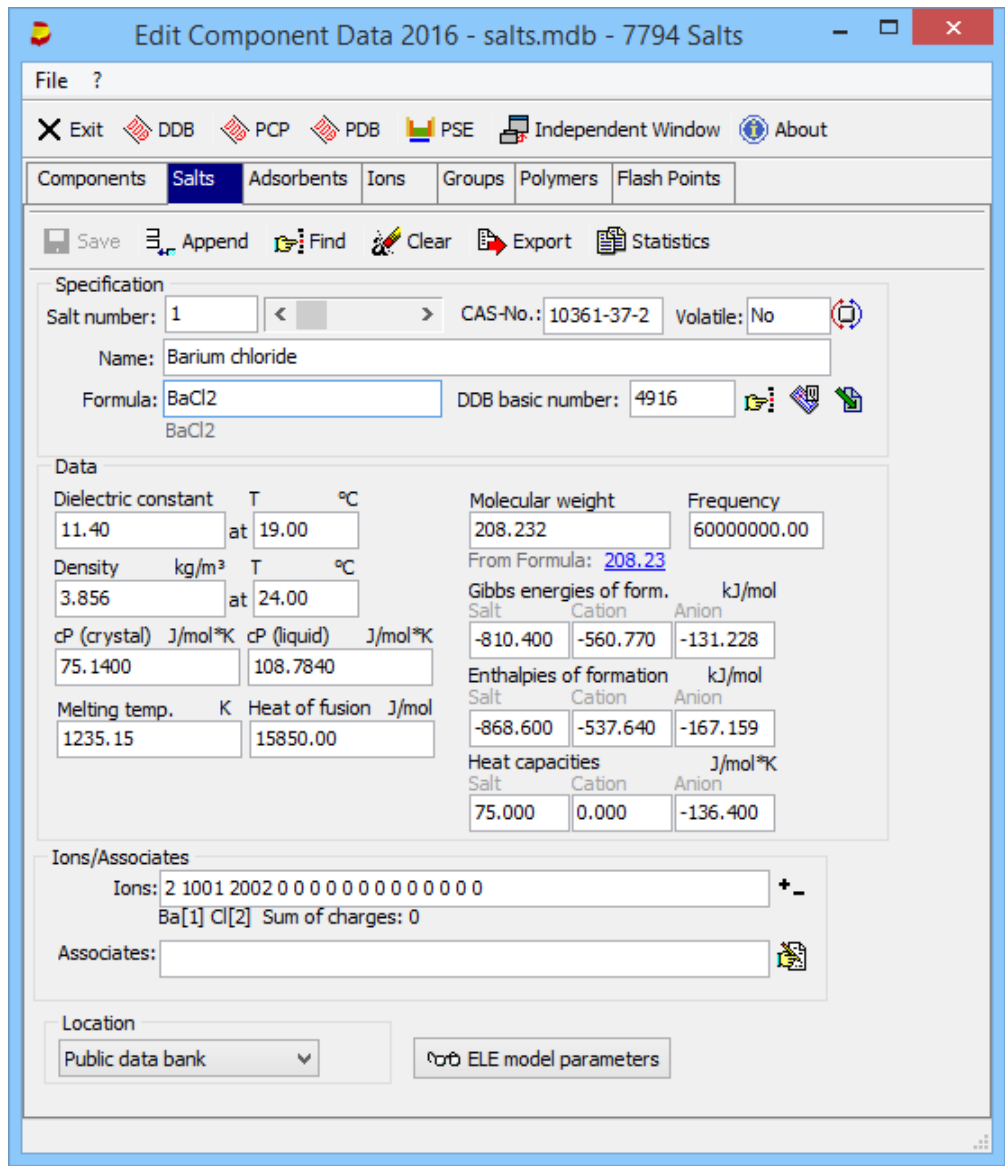 Edit Component Data 2016 - salts.mdb - 7794 Salts
File ?
Exit DDB PCP PDB PSE Independent Window About
Components Salts Adsorbents Ions Groups Polymers Flash Points
Save Append Find Clear Export Statistics
Specification
Salt number: 1 CAS-No.: 10361-37-2 Volatile: No
Name: Barium chloride
Formula: BaCl2 DDB basic number: 4916
BaCl2
Data
Dielectric constant T °C Molecular weight Frequency
11.40 at 19.00 208.232 60000000.00
From Formula: 208.23
Density kg/m³ T °C
3.856 at 24.00
Gibbs energies of form. kJ/mol
Salt Cation Anion
-810.400 -560.770 -131.228
cP (crystal) J/mol*K cP (liquid) J/mol*K
75.1400 108.7840
Enthalpies of formation kJ/mol
Salt Cation Anion
-868.600 -537.640 -167.159
Melting temp. K Heat of fusion J/mol
1235.15 15850.00
Heat capacities J/mol*K
Salt Cation Anion
75.000 0.000 -136.400
Ions/Associates
Ions: 2 1001 2002 0 0 0 0 0 0 0 0 0 0 0 0 0
Ba[1] Cl[2] Sum of charges: 0
Associates:
Location
Public data bank ELE model parameters